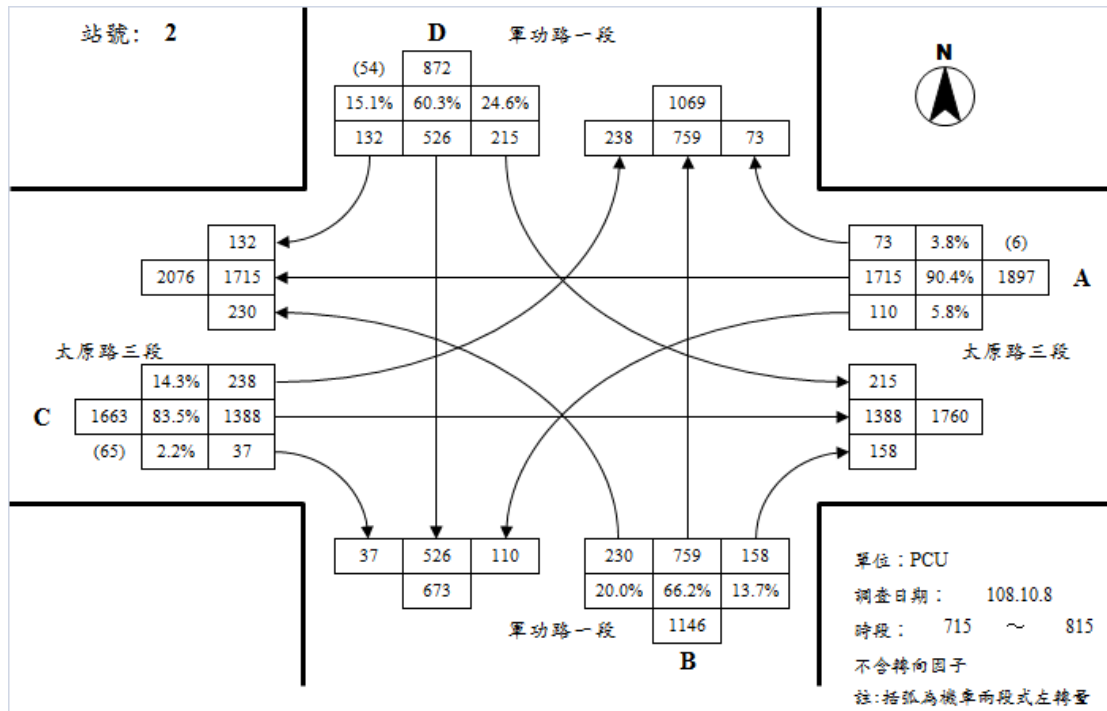 站號: 2
D
軍功路一段
N
(54) 872
15.1% 60.3% 24.6%
132 526 215
1069
238 759 73
132
2076 1715
230
73 3.8% (6)
1715 90.4% 1897
110 5.8%
A
太原路三段
太原路三段
14.3% 238
C 1663 83.5% 1388
(65) 2.2% 37
215
1388 1760
158
37 526 110
673
230 759 158
20.0% 66.2% 13.7%
1146
軍功路一段
B
單位:PCU
調查日期: 108.10.8
時段: 715 ~ 815
不含轉向因子
註:括弧為機車兩段式左轉量